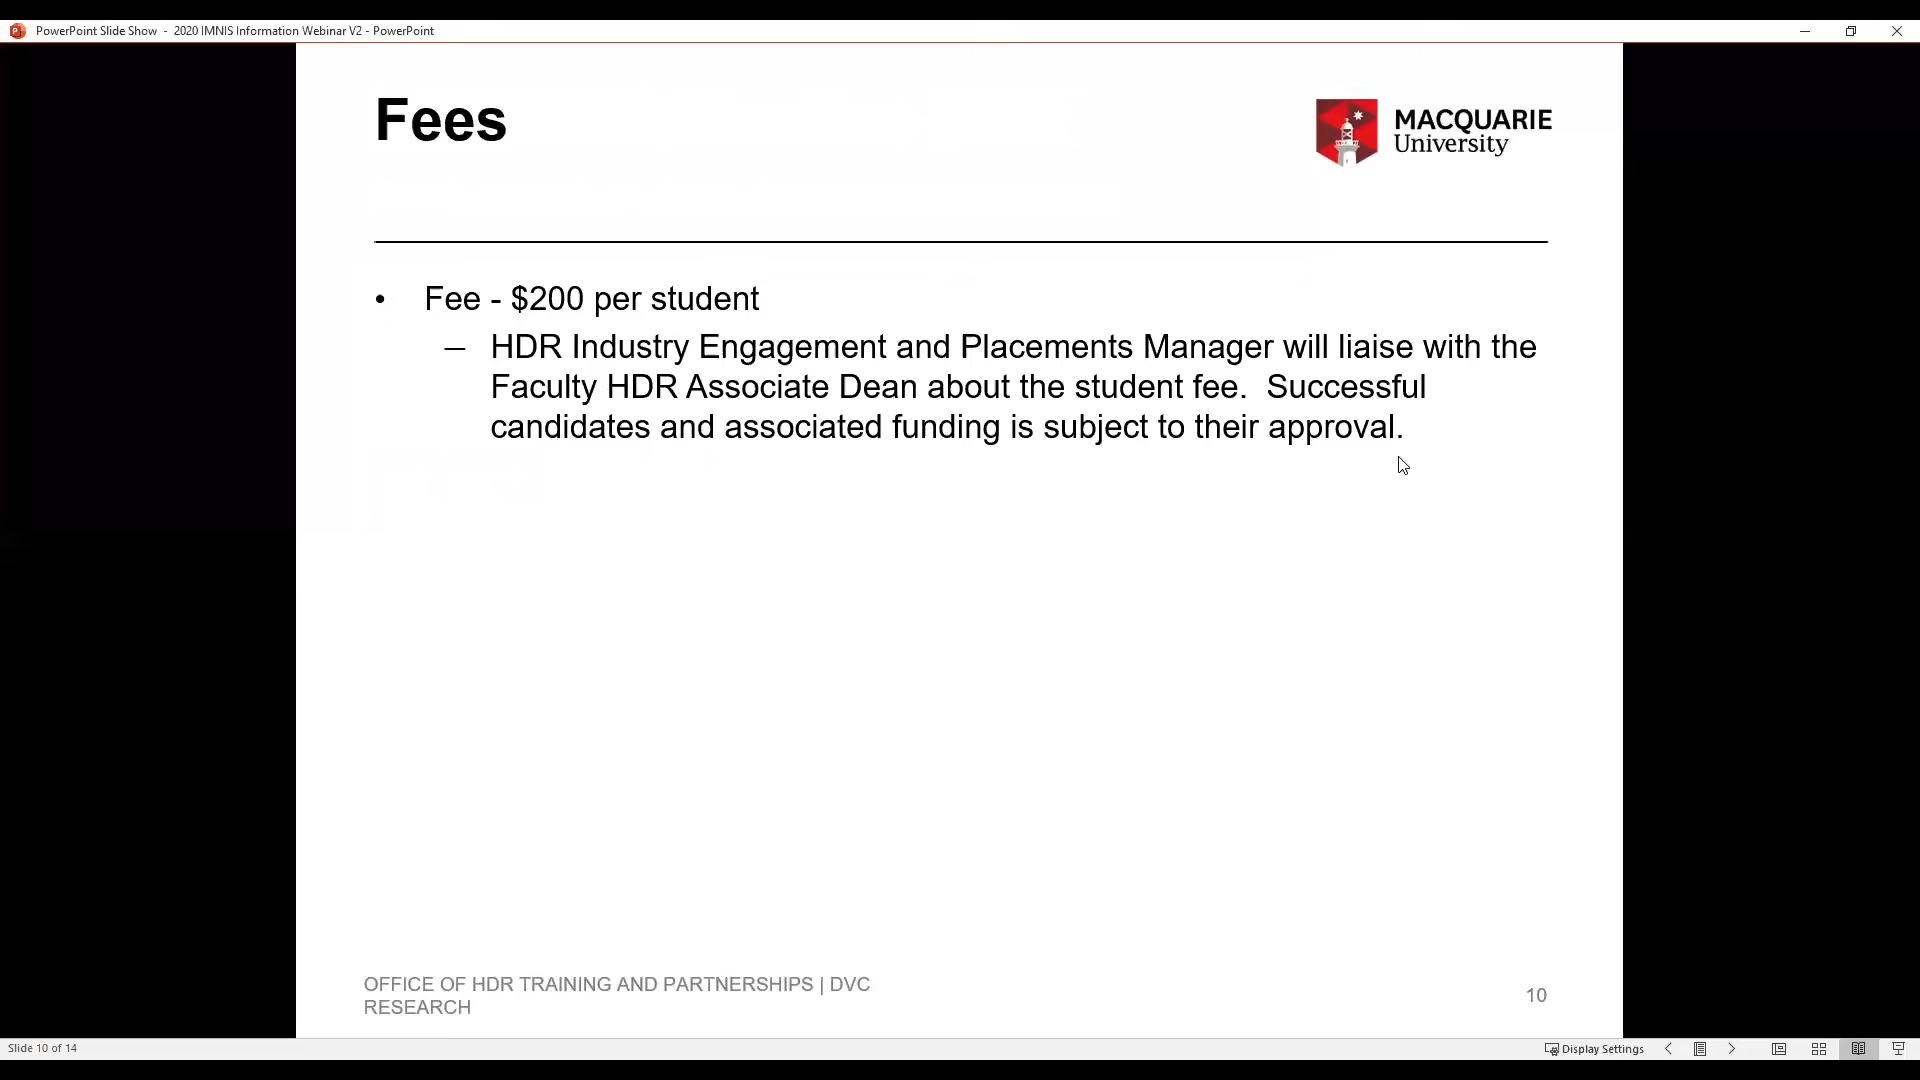 PowerPoint Slide Show - 2020 IMNIS Information Webinar V2 - PowerPoint
Fees
MACQUARIE
University
• Fee - $200 per student
– HDR Industry Engagement and Placements Manager will liaise with the
Faculty HDR Associate Dean about the student fee.  Successful
candidates and associated funding is subject to their approval.
OFFICE OF HDR TRAINING AND PARTNERSHIPS | DVC
RESEARCH
10
Slide 10 of 14
Display Settings